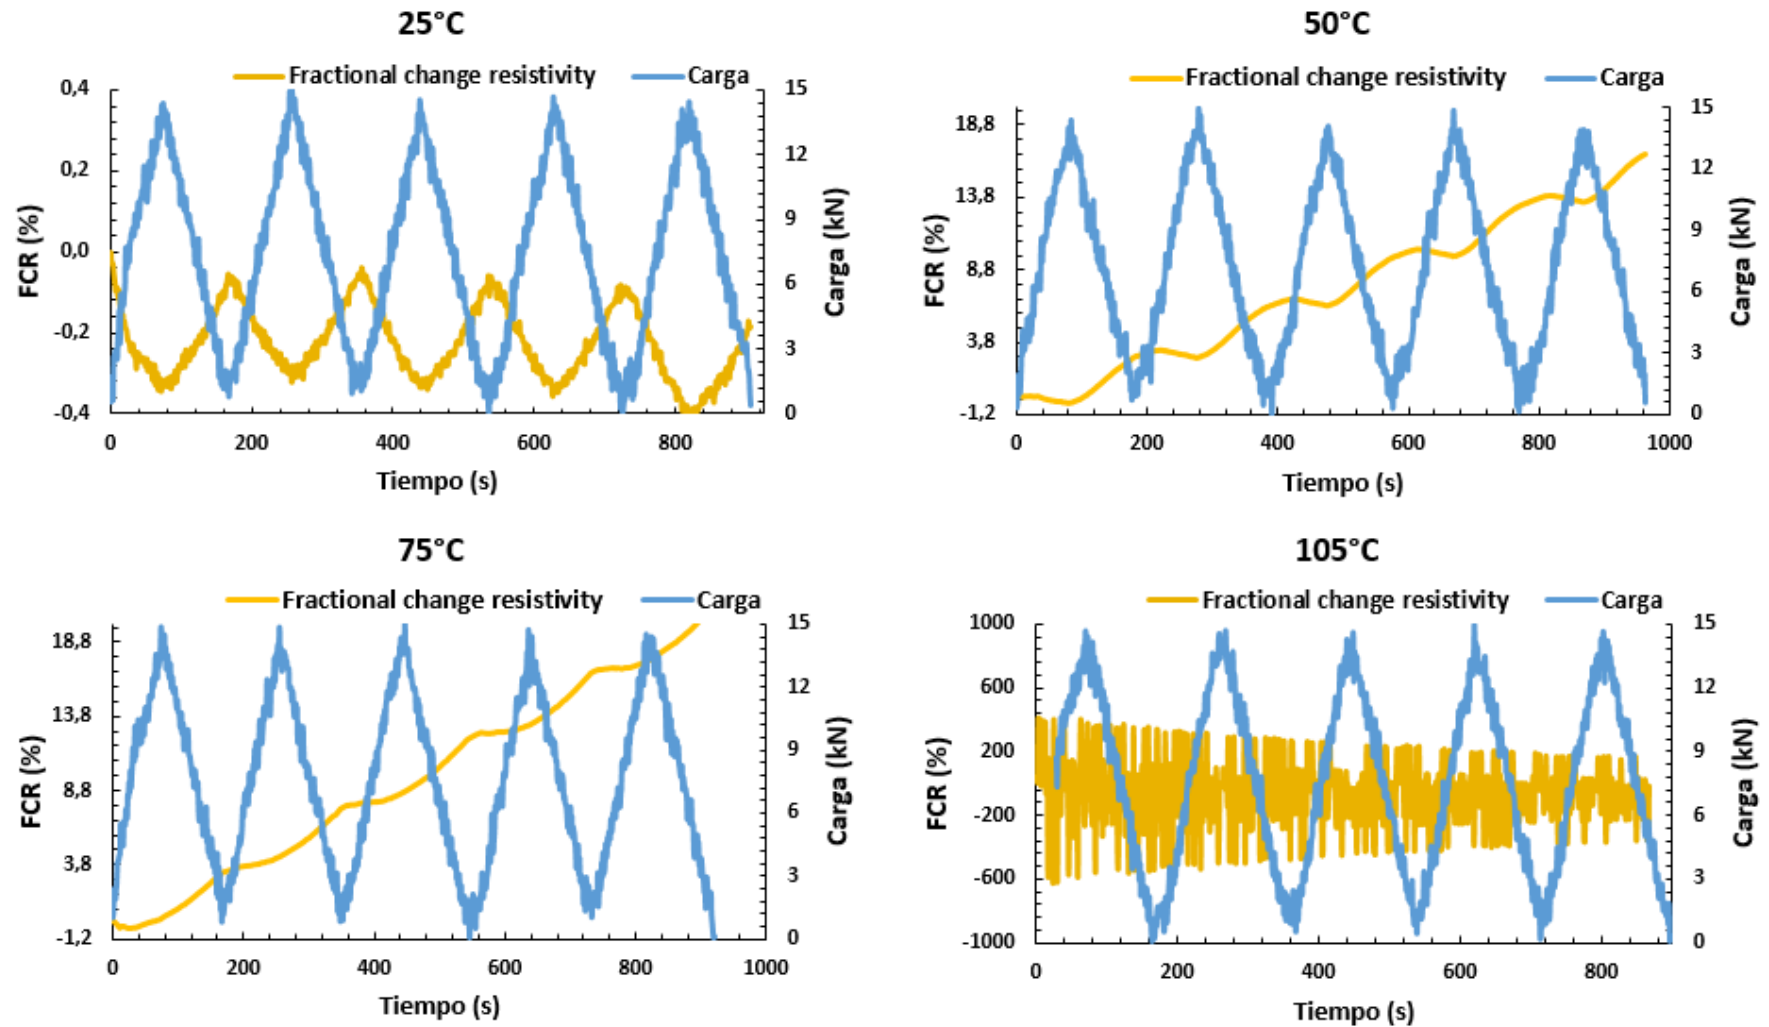 25°C
Fractional change resistivity Carga
0,4
0,2
0,0
-0,2
-0,4
FCR (%)
15
12
9
6
3
0
Carga (kN)
0 200 400 600 800
Tiempo (s)
50°C
Fractional change resistivity Carga
18,8
13,8
8,8
3,8
-1,2
FCR (%)
15
12
9
6
3
0
Carga (kN)
0 200 400 600 800 1000
Tiempo (s)
75°C
Fractional change resistivity Carga
18,8
13,8
8,8
3,8
-1,2
FCR (%)
15
12
9
6
3
0
Carga (kN)
0 200 400 600 800 1000
Tiempo (s)
105°C
Fractional change resistivity Carga
1000
600
200
-200
-600
-1000
FCR (%)
15
12
9
6
3
0
Carga (kN)
0 200 400 600 800
Tiempo (s)